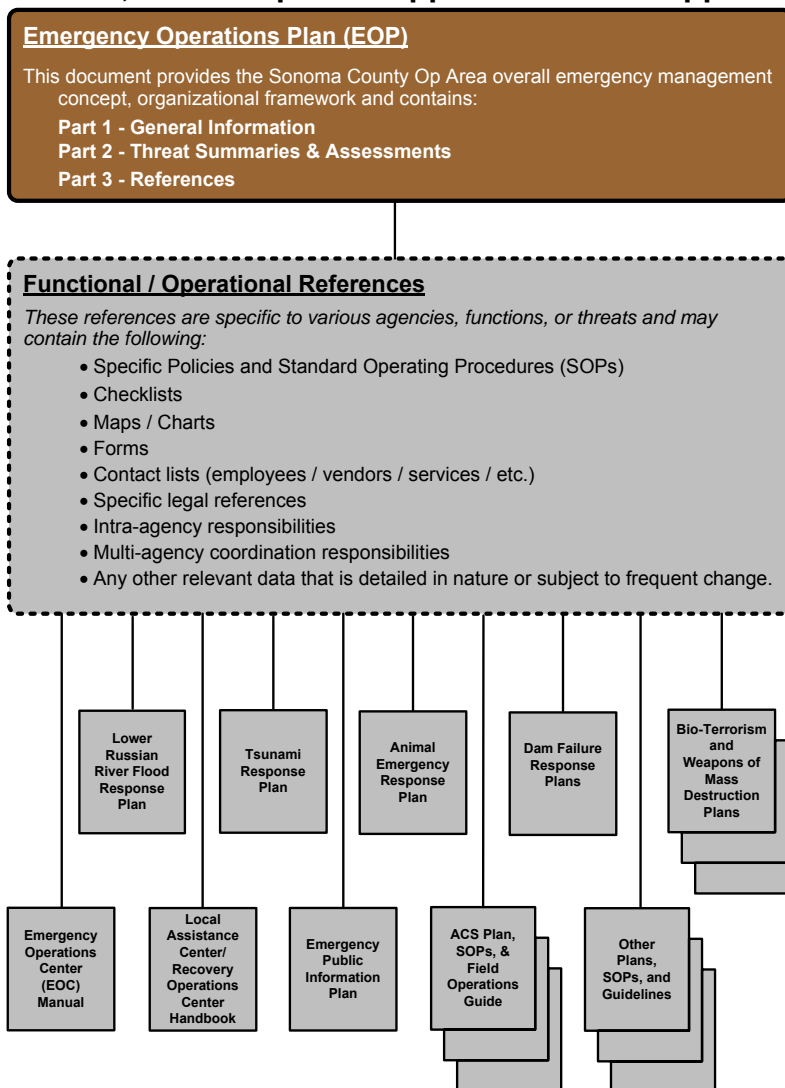 Emergency Operations Plan (EOP)
This document provides the Sonoma County Op Area overall emergency management
concept, organizational framework and contains:
Part 1 - General Information
Part 2 - Threat Summaries & Assessments
Part 3 - References
Functional / Operational References
These references are specific to various agencies, functions, or threats and may
contain the following:
• Specific Policies and Standard Operating Procedures (SOPs)
• Checklists
• Maps / Charts
• Forms
• Contact lists (employees / vendors / services / etc.)
• Specific legal references
• Intra-agency responsibilities
• Multi-agency coordination responsibilities
• Any other relevant data that is detailed in nature or subject to frequent change.
Lower
Russian
River Flood
Response
Plan
Tsunami
Response
Plan
Animal
Emergency
Response
Plan
Dam Failure
Response
Plans
Bio-Terrorism
and
Weapons of
Mass
Destruction
Plans
Emergency
Operations
Center
(EOC)
Manual
Local
Assistance
Center/
Recovery
Operations
Center
Handbook
Emergency
Public
Information
Plan
ACS Plan,
SOPs, &
Field
Operations
Guide
Other
Plans,
SOPs, and
Guidelines